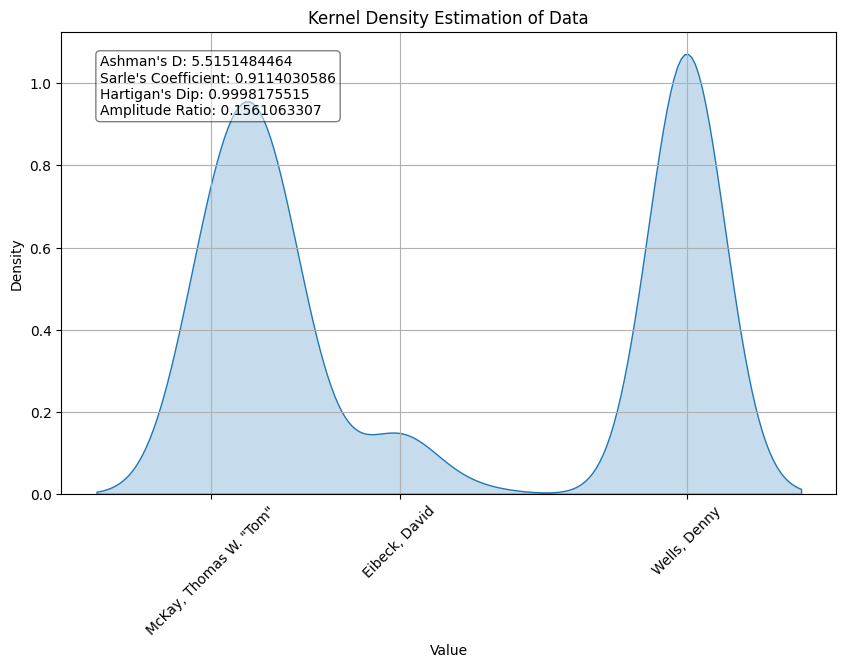 Kernel Density Estimation of Data
Ashman's D: 5.5151484464
Sarle's Coefficient: 0.9114030586
Hartigan's Dip: 0.9998175515
Amplitude Ratio: 0.1561063307
Density
1.0
0.8
0.6
0.4
0.2
0.0
McKay, Thomas W. "Tom"
Eibeck, David
Wells, Denny
Value